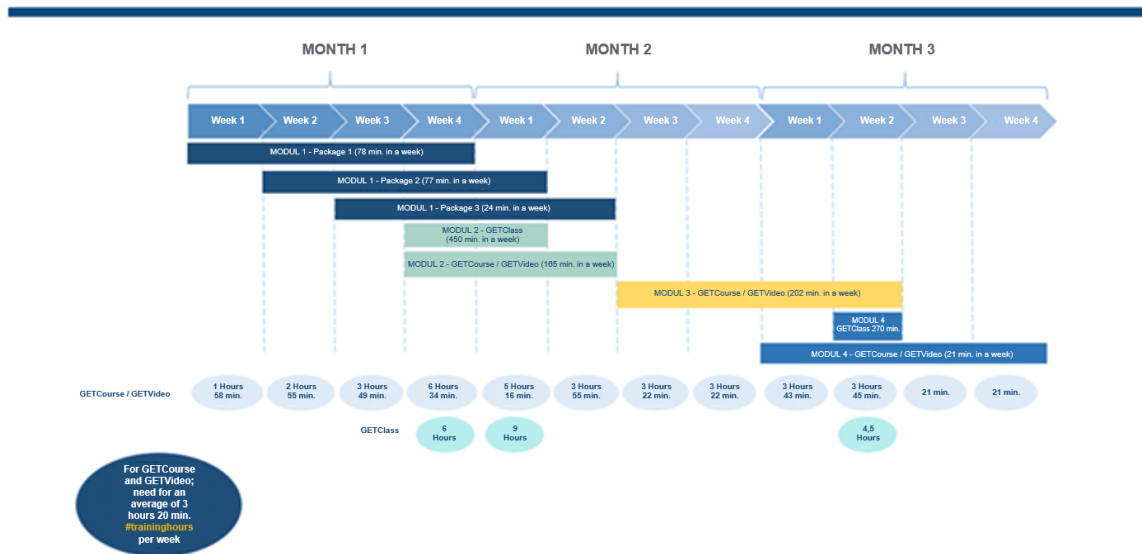 MONTH 1
MONTH 2
MONTH 3
Week 1
Week 2
Week 3
Week 4
Week 1
Week 2
Week 3
Week 4
Week 1
Week 2
Week 3
Week 4
MODUL 1 - Package 1 (78 min. in a week)
MODUL 1 - Package 2 (77 min. in a week)
MODUL 1 - Package 3 (24 min. in a week)
MODUL 2 - GETClass
(450 min. in a week)
MODUL 2 - GETCourse / GETVideo (165 min. in a week)
MODUL 3 - GETCourse / GETVideo (202 min. in a week)
MODUL 4
GETClass 270 min.
MODUL 4 - GETCourse / GETVideo (21 min. in a week)
GETCourse / GETVideo
1 Hours
58 min.
2 Hours
55 min.
3 Hours
49 min.
6 Hours
34 min.
5 Hours
16 min.
3 Hours
55 min.
3 Hours
22 min.
3 Hours
22 min.
3 Hours
43 min.
3 Hours
45 min.
21 min.
21 min.
GETClass
6
Hours
9
Hours
4,5
Hours
For GETCourse
and GETVideo;
need for an
average of 3
hours 20 min.
#traininghours
per week